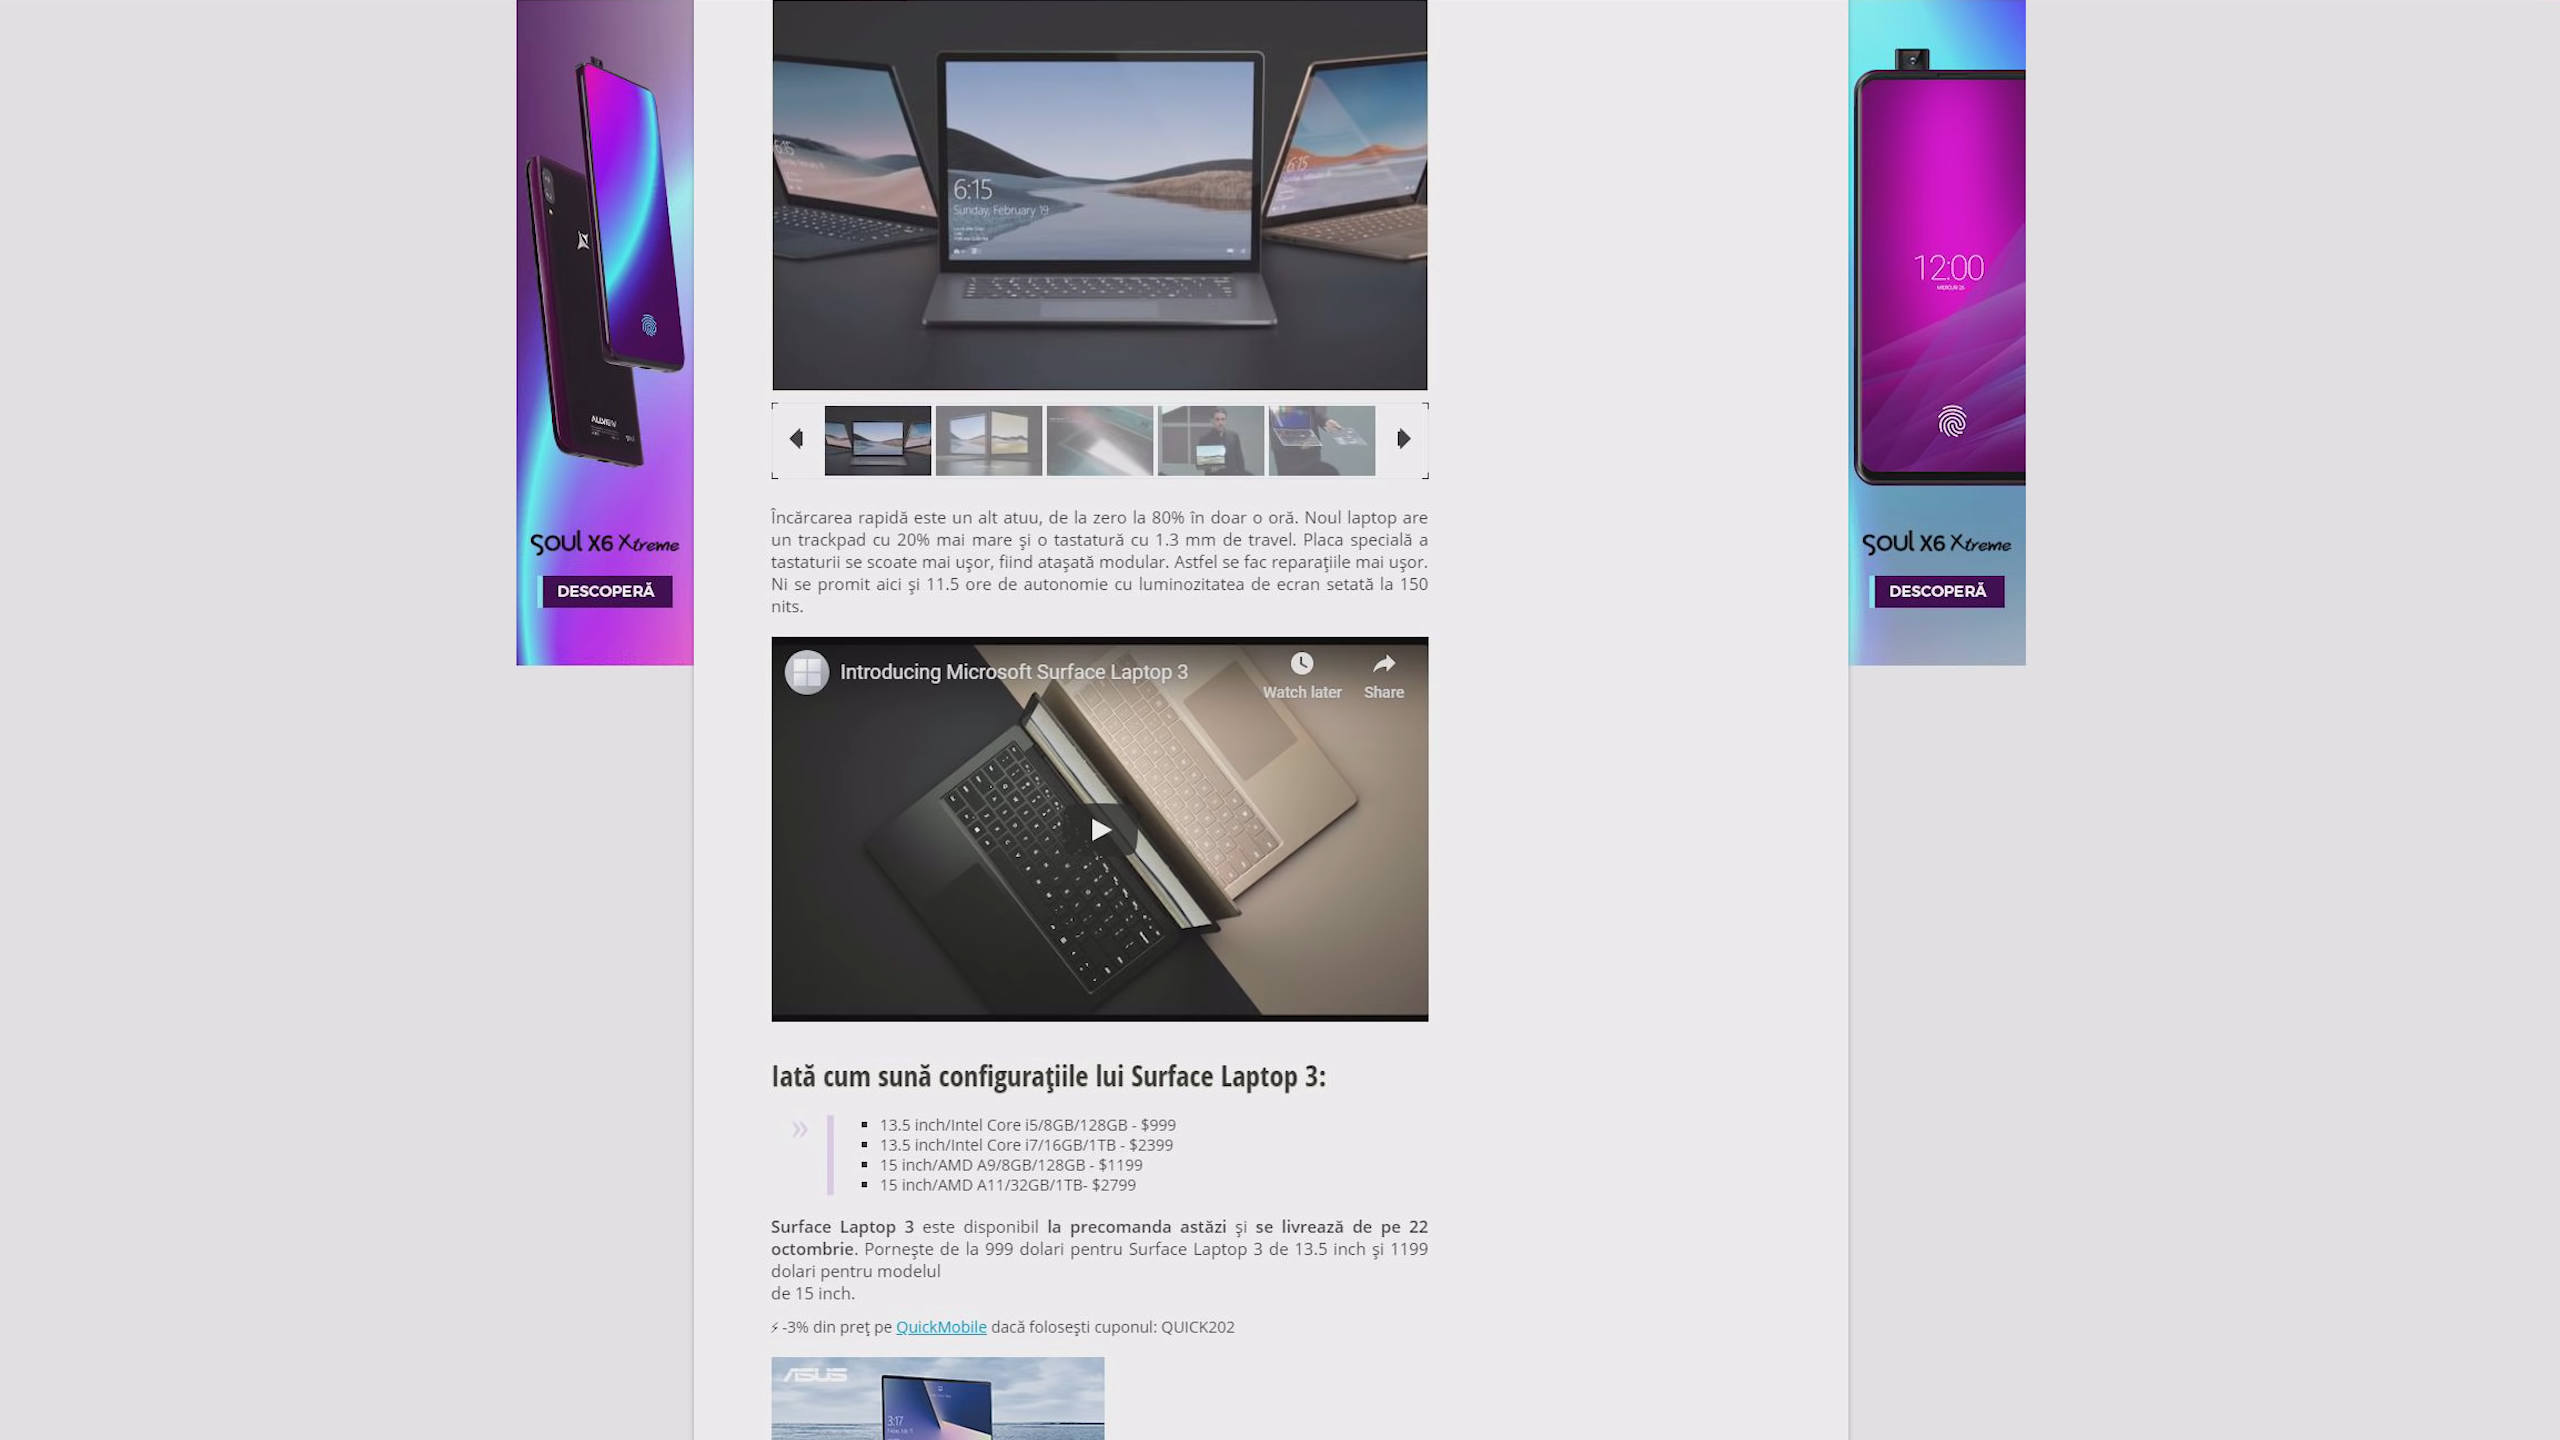 6:15
Sunday, February 19
6:15
6:15
12:00
MIERCURI 26
ALLVIEW
SOUL X6 Xtreme
DESCOPERĂ
SOUL X6 Xtreme
DESCOPERĂ
Încărcarea rapidă este un alt atuu, de la zero la 80% în doar o oră. Noul laptop are
un trackpad cu 20% mai mare şi o tastatură cu 1.3 mm de travel. Placa specială a
tastaturii se scoate mai uşor, fiind ataşată modular. Astfel se fac reparaţiile mai uşor.
Ni se promit aici şi 11.5 ore de autonomie cu luminozitatea de ecran setată la 150
nits.
Introducing Microsoft Surface Laptop 3
Watch later
Share
Iată cum sună configuraţiile lui Surface Laptop 3:
13.5 inch/Intel Core i5/8GB/128GB - $999
13.5 inch/Intel Core i7/16GB/1TB - $2399
15 inch/AMD A9/8GB/128GB - $1199
15 inch/AMD A11/32GB/1TB- $2799
Surface Laptop 3 este disponibil la precomanda astăzi şi se livrează de pe 22
octombrie. Porneşte de la 999 dolari pentru Surface Laptop 3 de 13.5 inch şi 1199
dolari pentru modelul
de 15 inch.
⚡ -3% din preţ pe QuickMobile dacă foloseşti cuponul: QUICK202
ASUS
3:17